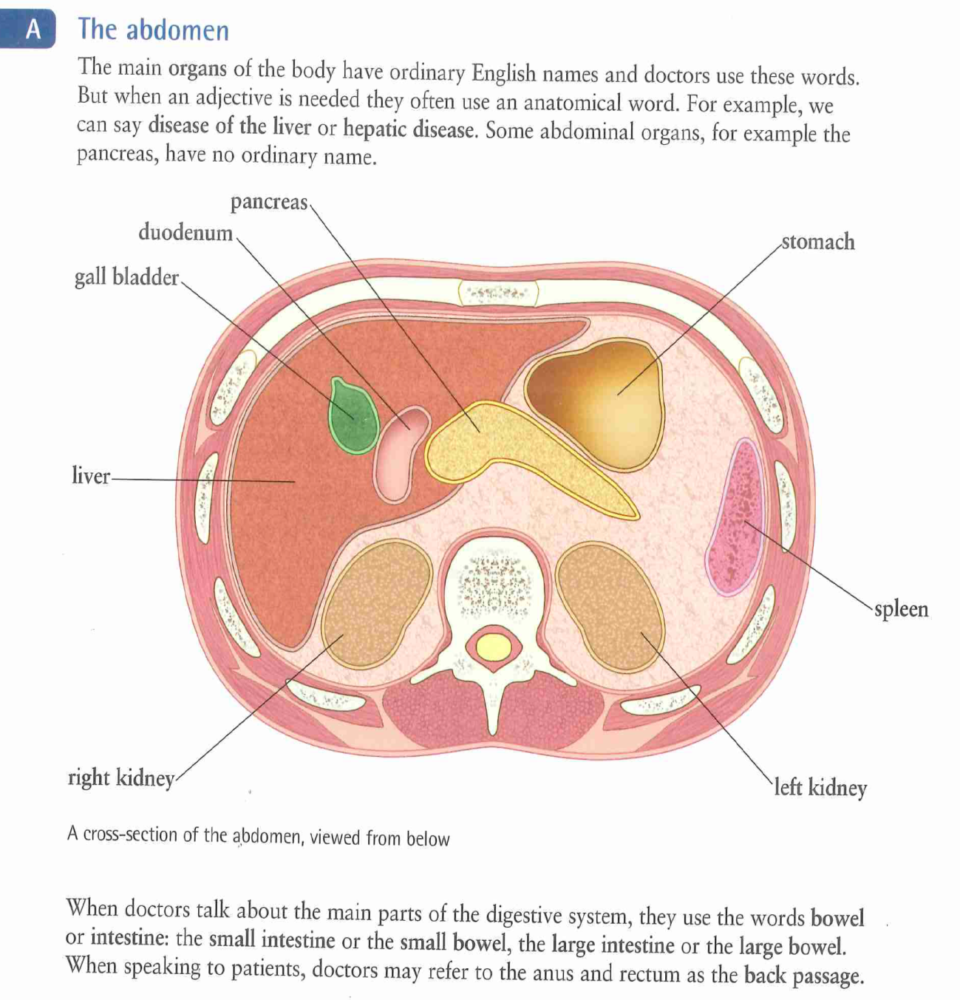 A The abdomen
The main organs of the body have ordinary English names and doctors use these words.
But when an adjective is needed they often use an anatomical word. For example, we
can say disease of the liver or hepatic disease. Some abdominal organs, for example the
pancreas, have no ordinary name.
pancreas
duodenum
stomach
gall bladder
liver
spleen
right kidney
left kidney
A cross-section of the abdomen, viewed from below
When doctors talk about the main parts of the digestive system, they use the words bowel
or intestine: the small intestine or the small bowel, the large intestine or the large bowel.
When speaking to patients, doctors may refer to the anus and rectum as the back passage.